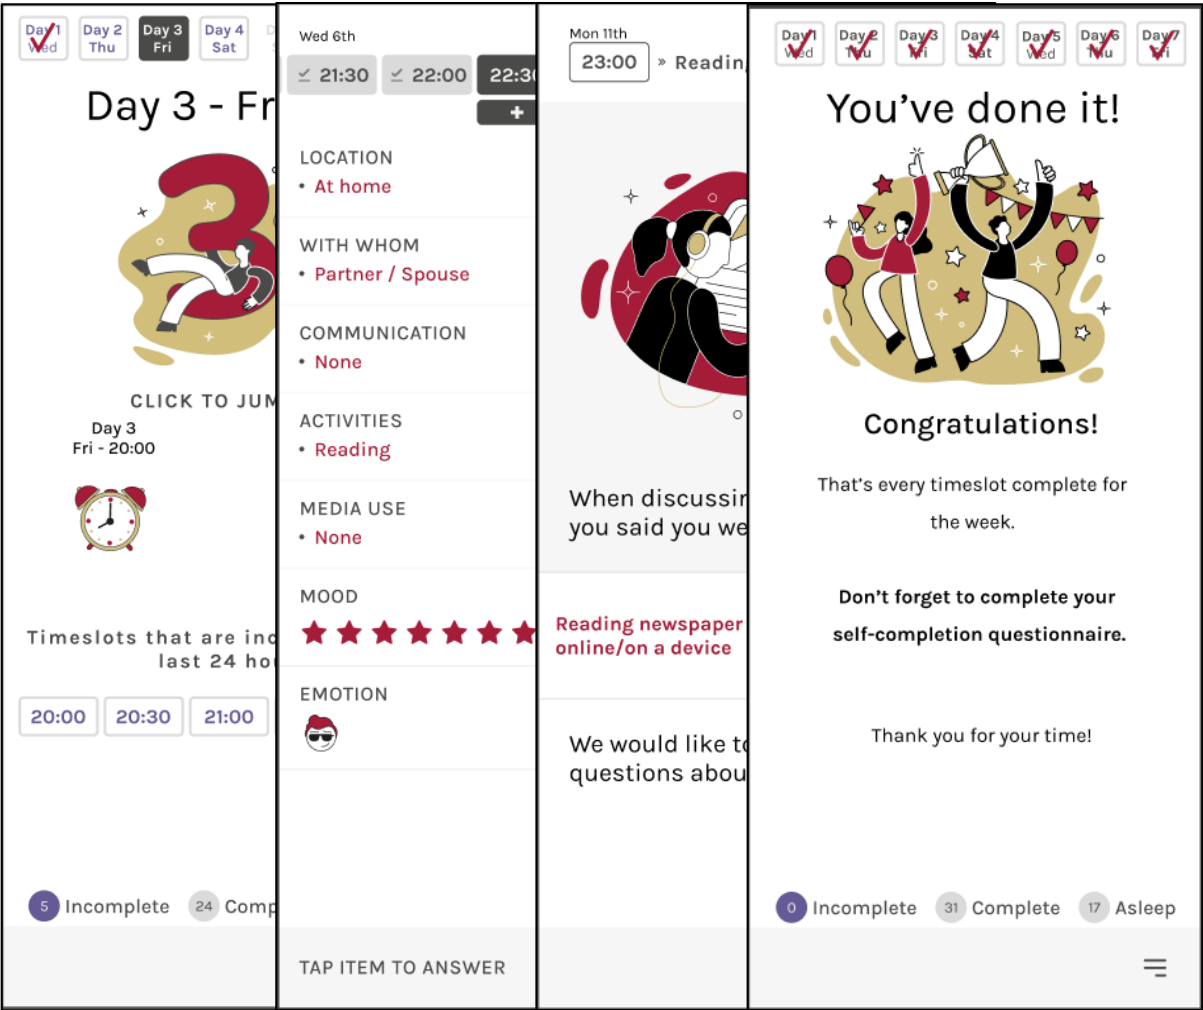 Day 1
Wed
Day 2
Thu
Day 3
Fri
Day 4
Sat
Day 3 - Fr
CLICK TO JUM
Day 3
Fri - 20:00
Timeslots that are inc
last 24 hou
20:00
20:30
21:00
5 Incomplete
24 Comp
Wed 6th
21:30
22:00
22:30
+
LOCATION
• At home
WITH WHOM
• Partner / Spouse
COMMUNICATION
• None
ACTIVITIES
• Reading
MEDIA USE
• None
MOOD
EMOTION
TAP ITEM TO ANSWER
Mon 11th
23:00 » Reading
When discussin
you said you we
Reading newspaper
online/on a device
We would like to
questions abou
Day 1
Wed
Day 2
Thu
Day 3
Fri
Day 4
Sat
Day 5
Wed
Day 6
Thu
Day 7
Fri
You’ve done it!
Congratulations!
That’s every timeslot complete for
the week.
Don’t forget to complete your
self-completion questionnaire.
Thank you for your time!
0 Incomplete
31 Complete
17 Asleep